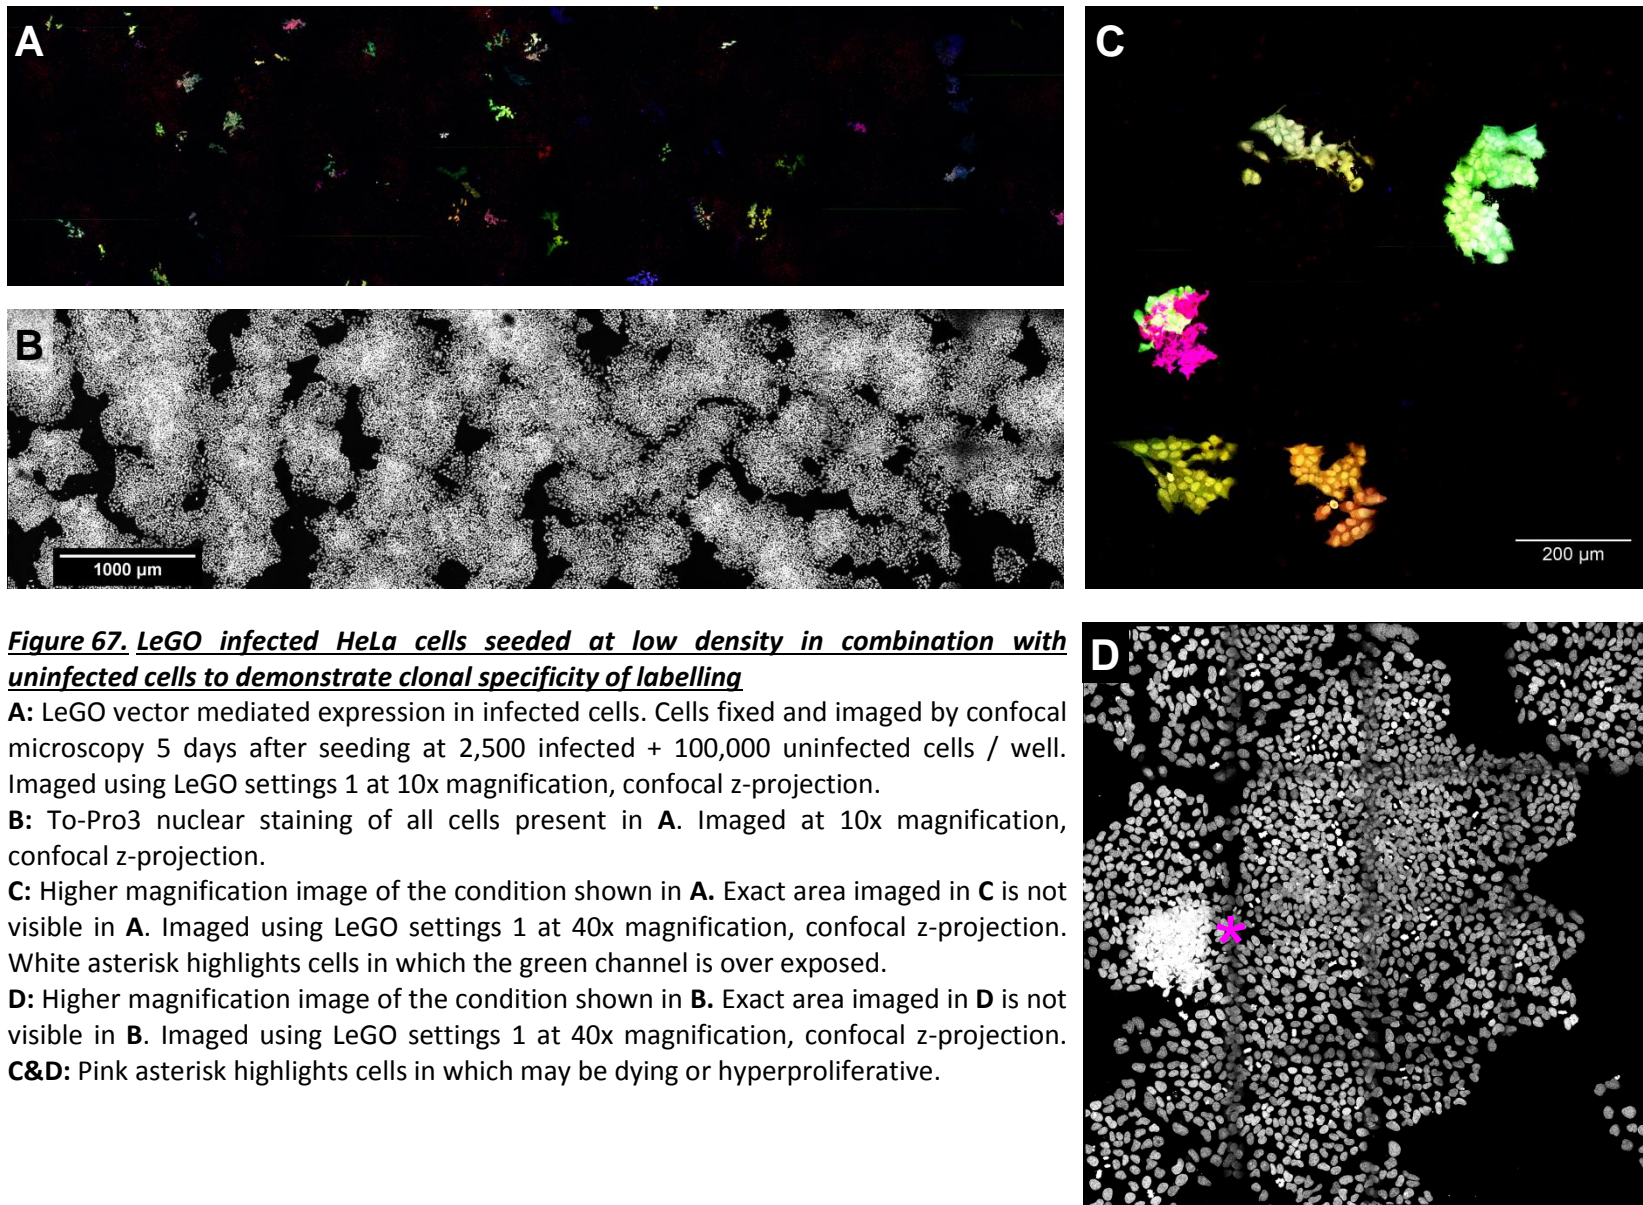 A
C
B
1000 µm
200 µm
Figure 67. LeGO infected HeLa cells seeded at low density in combination with
uninfected cells to demonstrate clonal specificity of labelling
A: LeGO vector mediated expression in infected cells. Cells fixed and imaged by confocal
microscopy 5 days after seeding at 2,500 infected + 100,000 uninfected cells / well.
Imaged using LeGO settings 1 at 10x magnification, confocal z-projection.
B: To-Pro3 nuclear staining of all cells present in A. Imaged at 10x magnification,
confocal z-projection.
C: Higher magnification image of the condition shown in A. Exact area imaged in C is not
visible in A. Imaged using LeGO settings 1 at 40x magnification, confocal z-projection.
White asterisk highlights cells in which the green channel is over exposed.
D: Higher magnification image of the condition shown in B. Exact area imaged in D is not
visible in B. Imaged using LeGO settings 1 at 40x magnification, confocal z-projection.
C&D: Pink asterisk highlights cells in which may be dying or hyperproliferative.
D
*